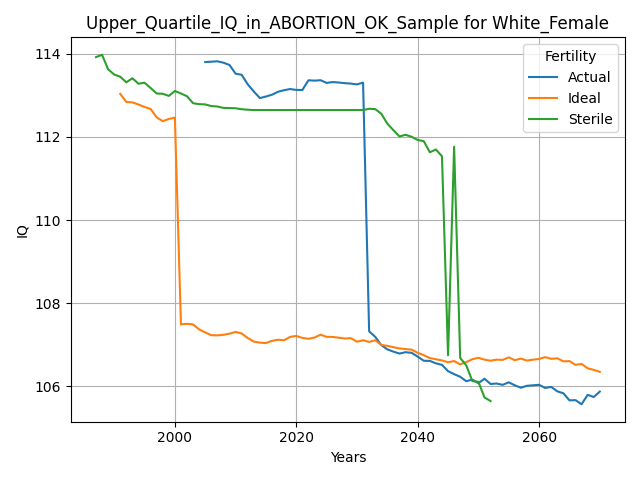 Upper_Quartile_IQ_in_ABORTION_OK_Sample for White_Female
Fertility
Actual
Ideal
Sterile
IQ
114
112
110
108
106
2000
2020
2040
2060
Years